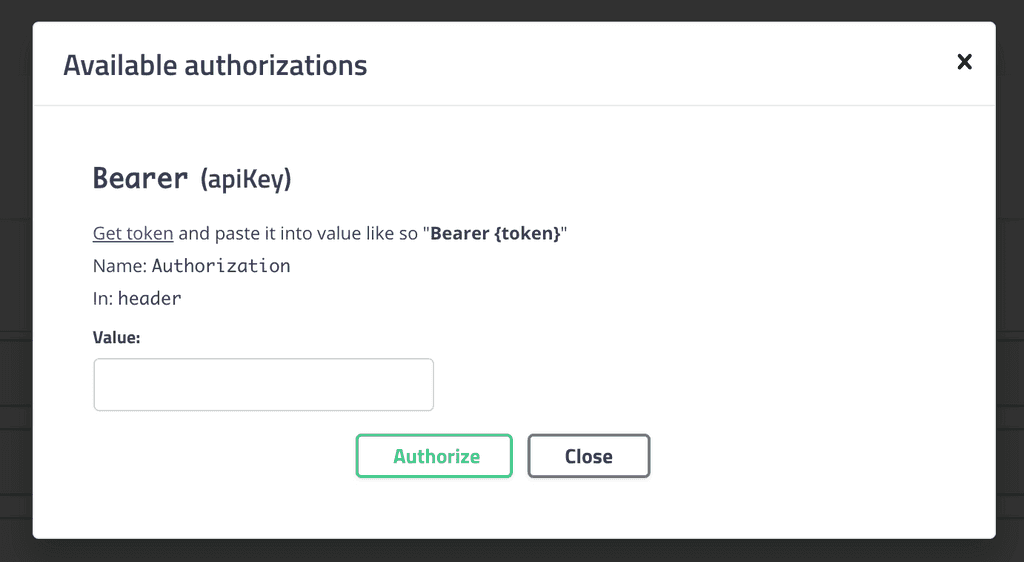 Available authorizations
Bearer (apiKey)
Get token and paste it into value like so "Bearer {token}"
Name: Authorization
In: header
Value:
Authorize
Close